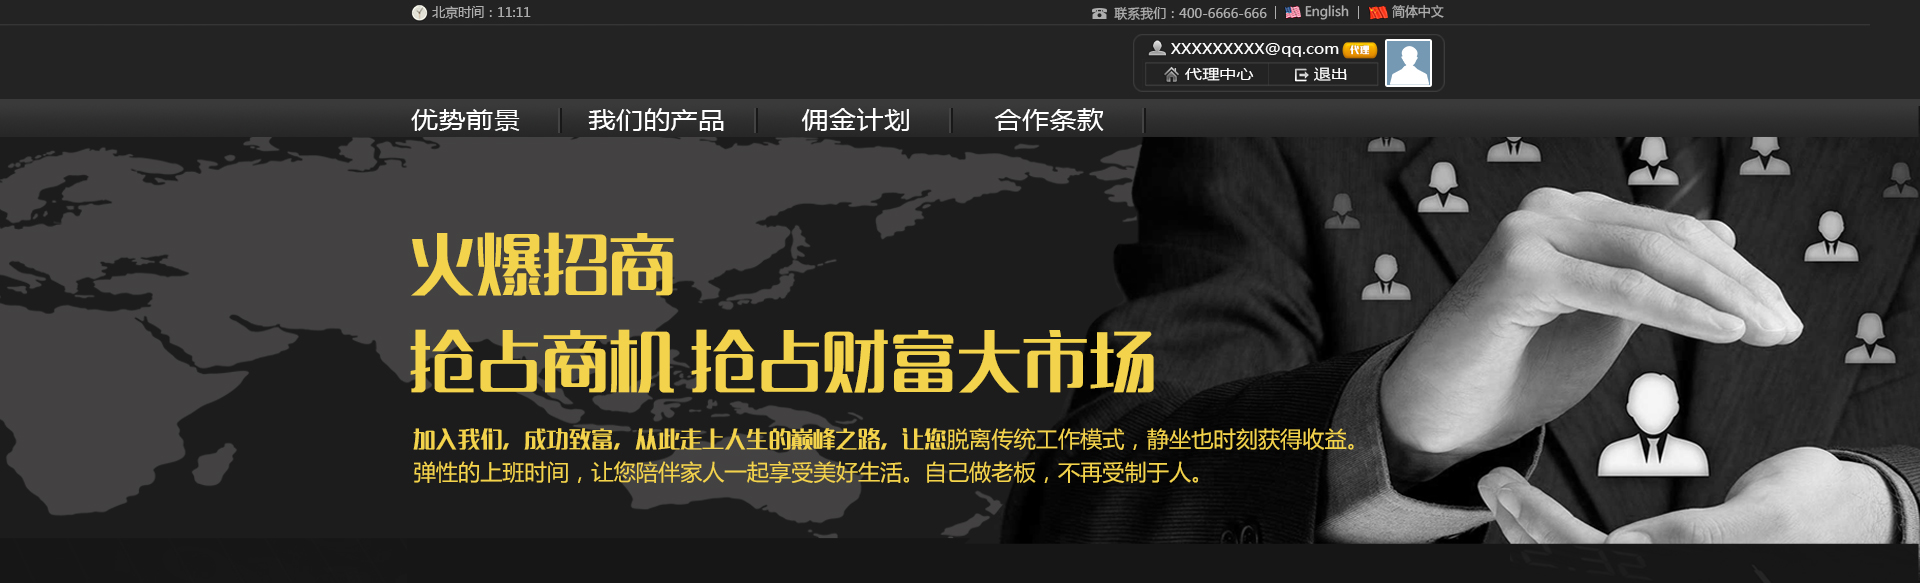 北京时间：11:11
联系我们：400-6666-666 | English | 简体中文
XXXXXXXXX@qq.com 代理
代理中心 退出
优势前景 我们的产品 佣金计划 合作条款
火爆招商
抢占商机 抢占财富大市场
加入我们，成功致富，从此走上人生的巅峰之路，让您脱离传统工作模式，静坐也时刻获得收益。
弹性的上班时间，让您陪伴家人一起享受美好生活。自己做老板，不再受制于人。